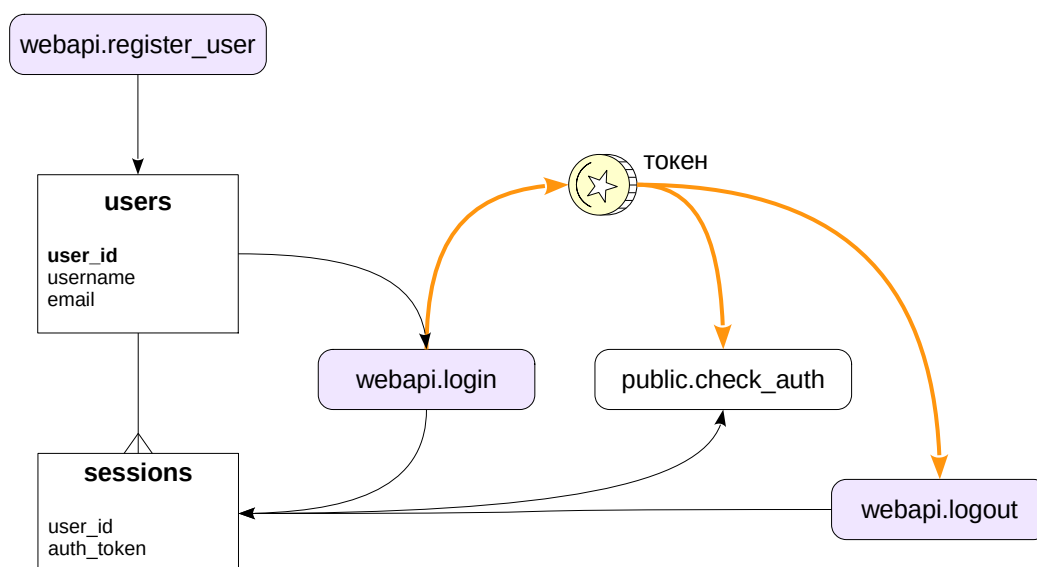 webapi.register_user
токен
users
user_id
username
email
webapi.login
public.check_auth
sessions
user_id
auth_token
webapi.logout